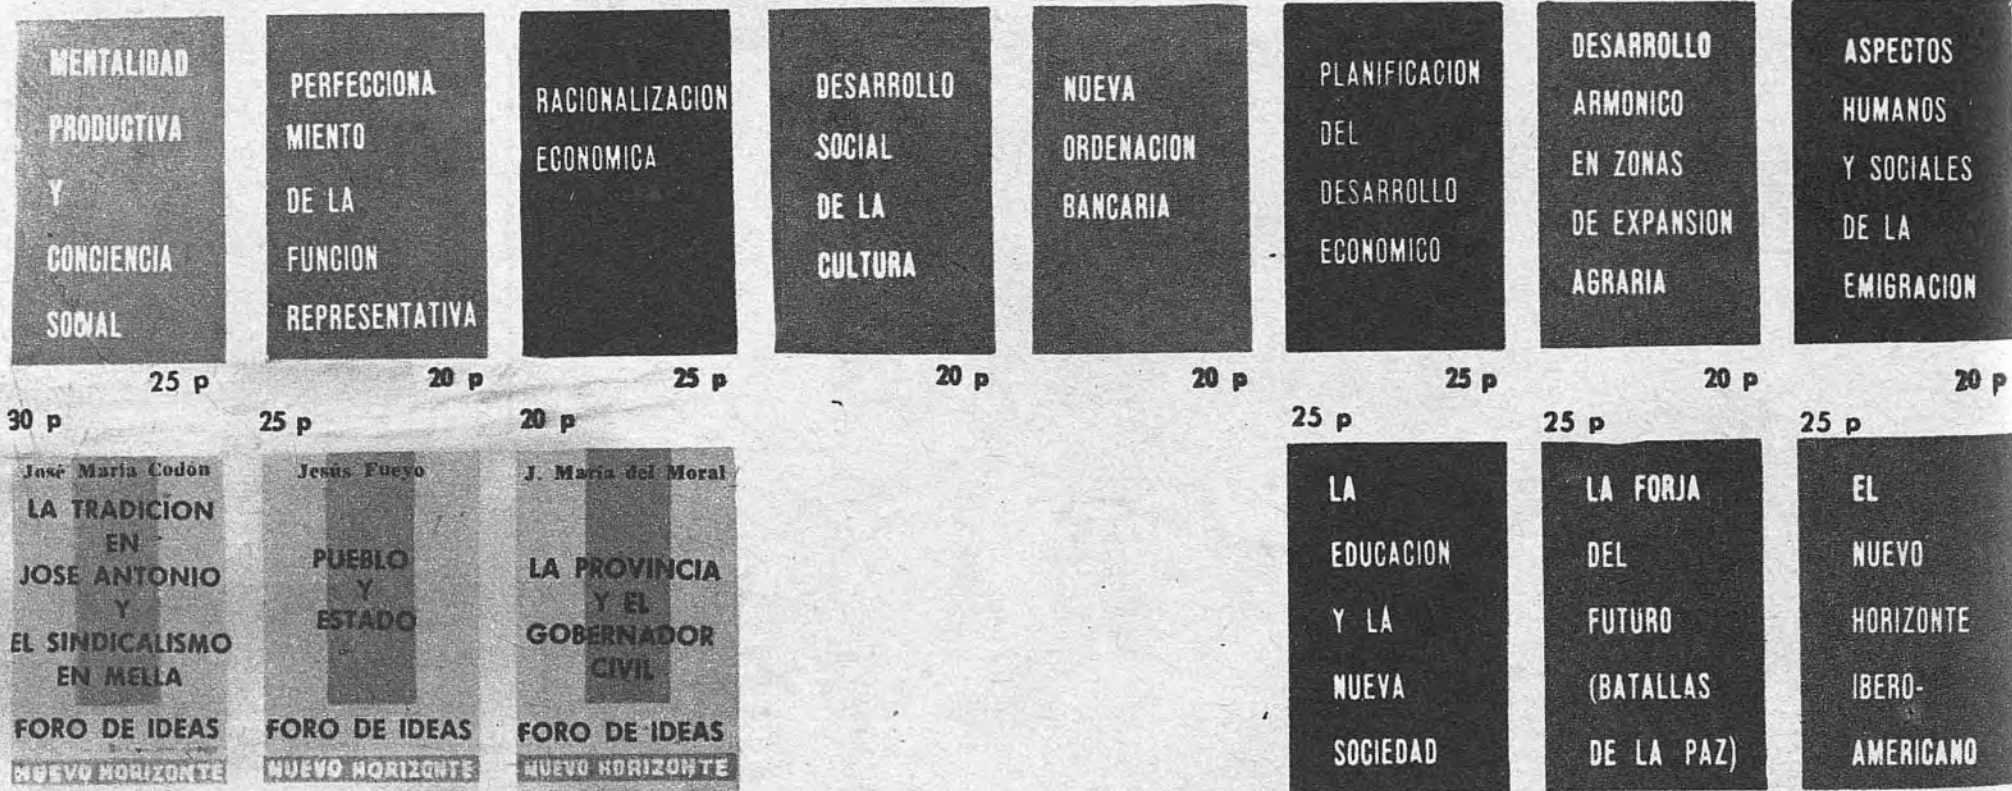 MENTALIDAD
PRODUCTIVA
Y
CONCIENCIA
SOCIAL
25 p
PERFECCIONA
MIENTO
DE LA
FUNCION
REPRESENTATIVA
20 p
RACIONALIZACION
ECONOMICA
25 p
DESARROLLO
SOCIAL
DE LA
CULTURA
20 p
NUEVA
ORDENACION
BANCARIA
20 p
PLANIFICACION
DEL
DESARROLLO
ECONOMICO
25 p
DESARROLLO
ARMONICO
EN ZONAS
DE EXPANSION
AGRARIA
20 p
ASPECTOS
HUMANOS
Y SOCIALES
DE LA
EMIGRACION
20 p
30 p
José María Codón
LA TRADICION
EN
JOSE ANTONIO
Y
EL SINDICALISMO
EN MELLA
FORO DE IDEAS
NUEVO HORIZONTE
25 p
Jesús Fueyo
PUEBLO
Y
ESTADO
FORO DE IDEAS
NUEVO HORIZONTE
20 p
J. María del Moral
LA PROVINCIA
Y EL
GOBERNADOR
CIVIL
FORO DE IDEAS
NUEVO HORIZONTE
25 p
LA
EDUCACION
Y LA
NUEVA
SOCIEDAD
25 p
LA FORJA
DEL
FUTURO
(BATALLAS
DE LA PAZ)
25 p
EL
NUEVO
HORIZONTE
IBERO-
AMERICANO